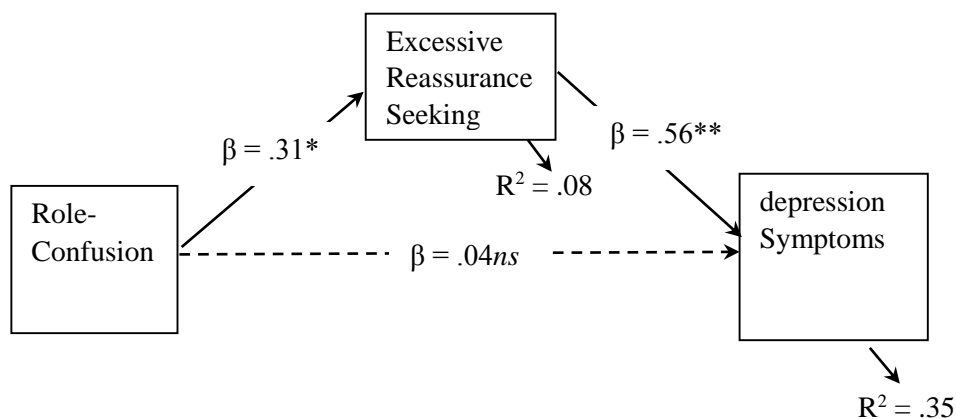 Excessive
Reassurance
Seeking
β = .31*
β = .56**
R² = .08
Role-
Confusion
depression
Symptoms
β = .04ns
R² = .35